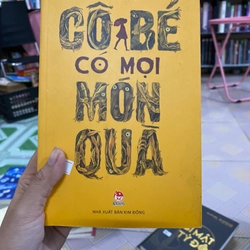 CÔ BÉ
CÓ MỌI
MÓN
QUÀ
NHÀ XUẤT BẢN KIM ĐỒNG